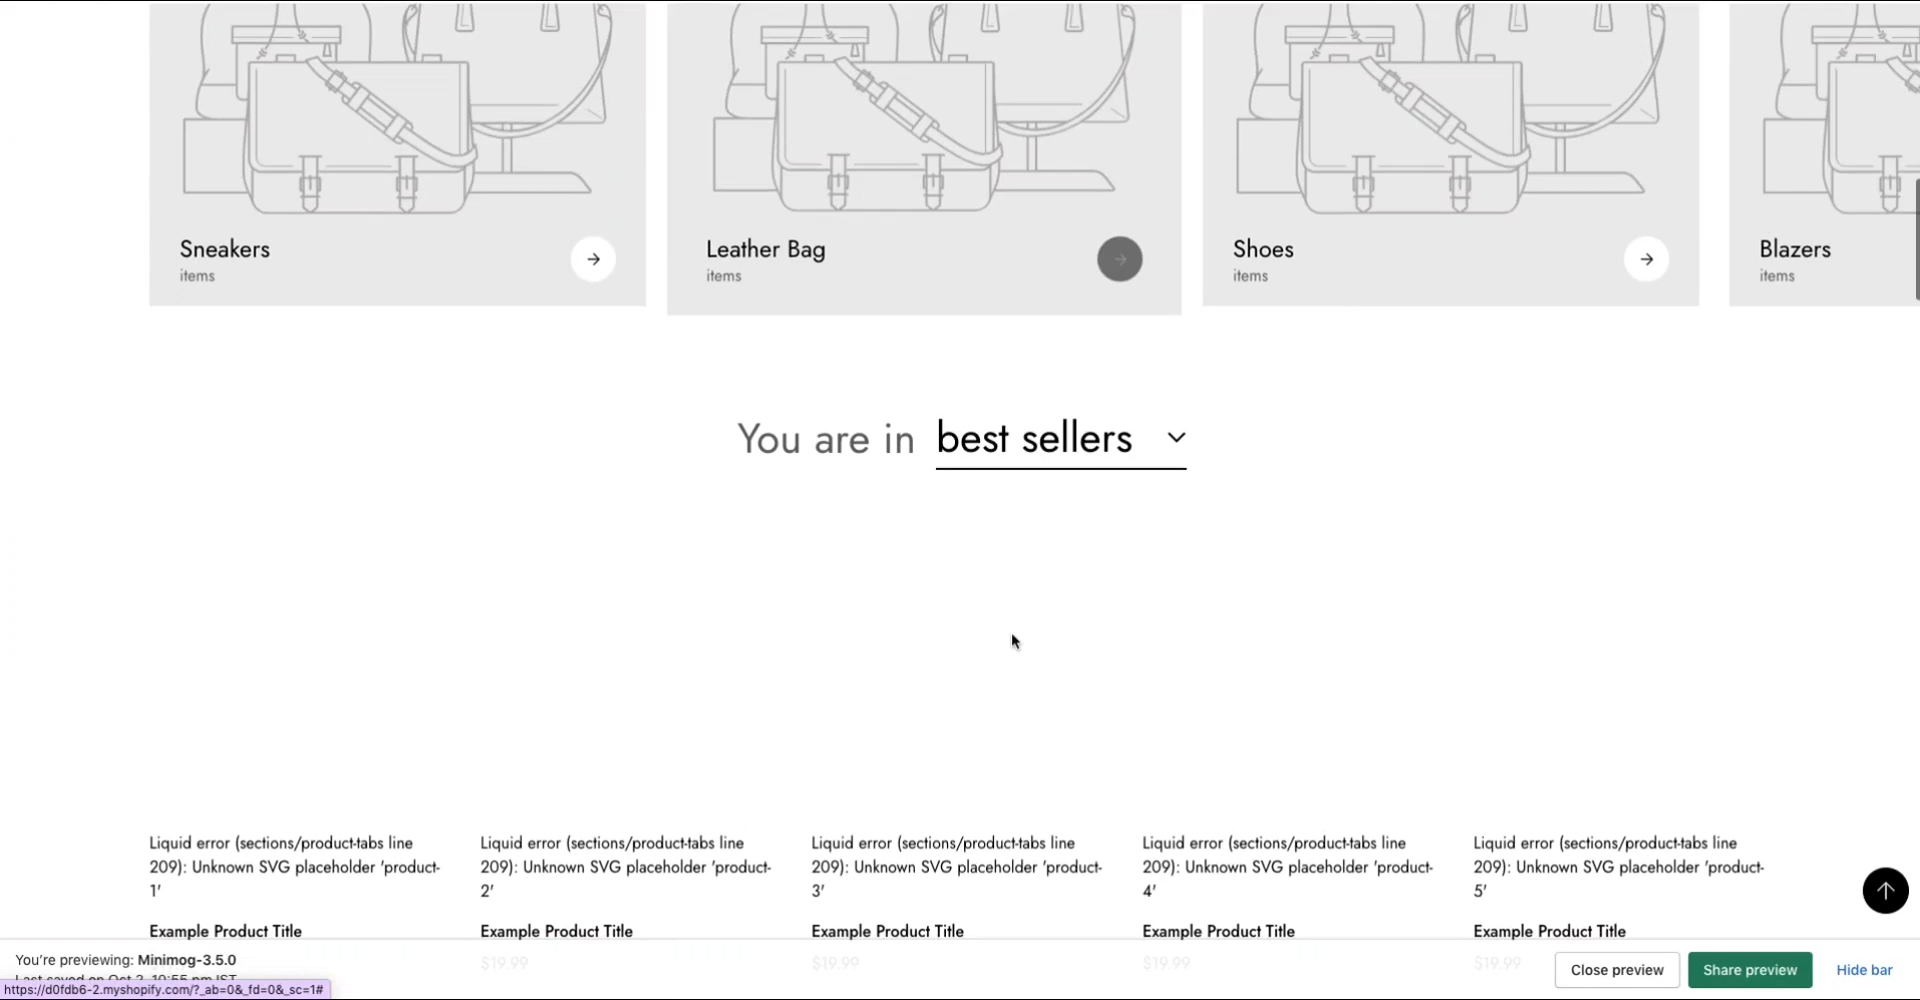 Sneakers
items
Leather Bag
items
Shoes
items
Blazers
items
You are in best sellers
Liquid error (sections/product-tabs line
209): Unknown SVG placeholder 'product-
1'
Example Product Title
Liquid error (sections/product-tabs line
209): Unknown SVG placeholder 'product-
2'
Example Product Title
$19.99
Liquid error (sections/product-tabs line
209): Unknown SVG placeholder 'product-
3'
Example Product Title
$19.99
Liquid error (sections/product-tabs line
209): Unknown SVG placeholder 'product-
4'
Example Product Title
$19.99
Liquid error (sections/product-tabs line
209): Unknown SVG placeholder 'product-
5'
Example Product Title
$19.99
You're previewing: Minimog-3.5.0
Last saved on Oct 2, 10:55 pm IST
https://d0fdb6-2.myshopify.com/?_ab=0&_fd=0&_sc=1#
Close preview
Share preview
Hide bar